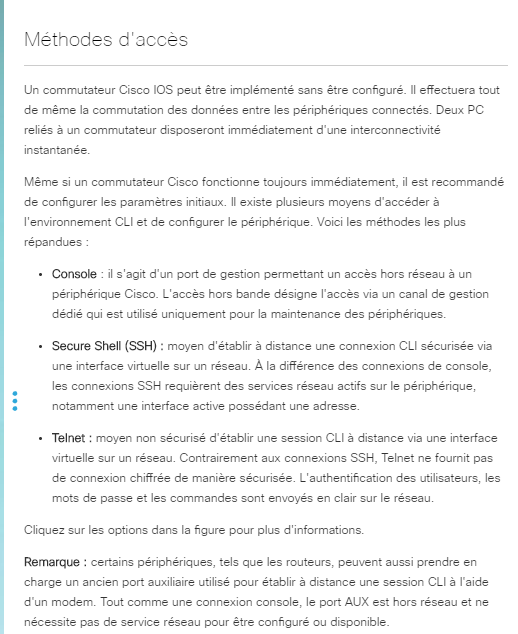 Méthodes d'accès
Un commutateur Cisco IOS peut être implémenté sans être configuré. Il effectuera tout
de même la commutation des données entre les périphériques connectés. Deux PC
reliés à un commutateur disposeront immédiatement d'une interconnectivité
instantanée.
Même si un commutateur Cisco fonctionne toujours immédiatement, il est recommandé
de configurer les paramètres initiaux. Il existe plusieurs moyens d'accéder à
l'environnement CLI et de configurer le périphérique. Voici les méthodes les plus
répandues :
• Console : il s'agit d'un port de gestion permettant un accès hors réseau à un
périphérique Cisco. L'accès hors bande désigne l'accès via un canal de gestion
dédié qui est utilisé uniquement pour la maintenance des périphériques.
• Secure Shell (SSH) : moyen d'établir à distance une connexion CLI sécurisée via
une interface virtuelle sur un réseau. À la différence des connexions de console,
les connexions SSH requièrent des services réseau actifs sur le périphérique,
notamment une interface active possédant une adresse.
• Telnet : moyen non sécurisé d'établir une session CLI à distance via une interface
virtuelle sur un réseau. Contrairement aux connexions SSH, Telnet ne fournit pas
de connexion chiffrée de manière sécurisée. L'authentification des utilisateurs, les
mots de passe et les commandes sont envoyés en clair sur le réseau.
Cliquez sur les options dans la figure pour plus d'informations.
Remarque : certains périphériques, tels que les routeurs, peuvent aussi prendre en
charge un ancien port auxiliaire utilisé pour établir à distance une session CLI à l'aide
d'un modem. Tout comme une connexion console, le port AUX est hors réseau et ne
nécessite pas de service réseau pour être configuré ou disponible.